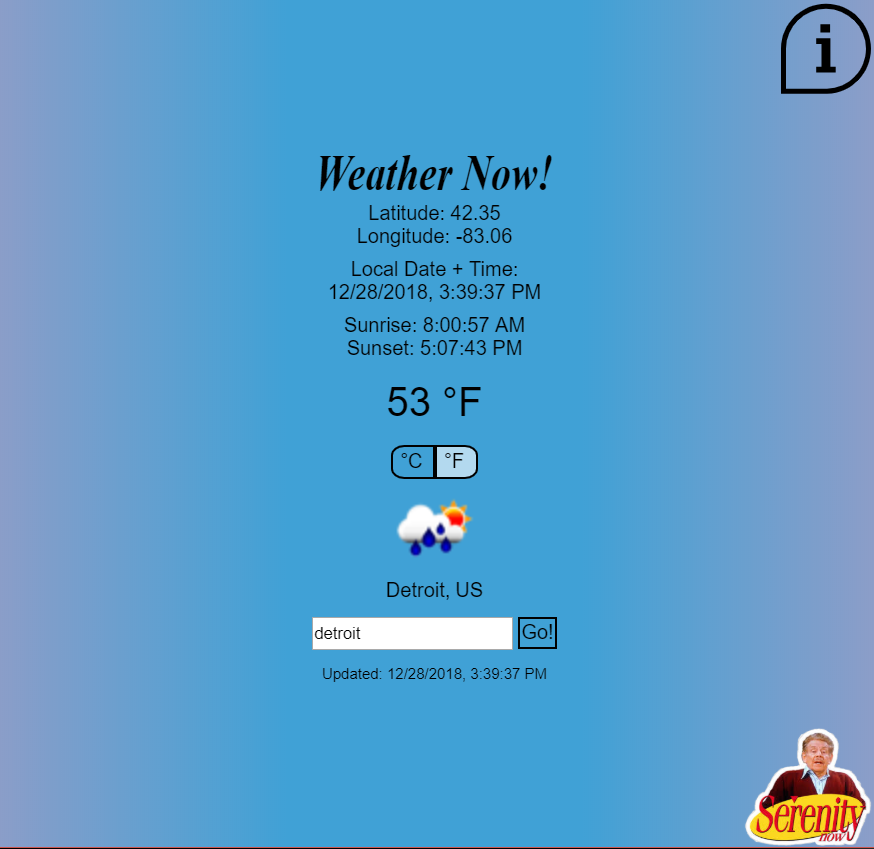 i
Weather Now!
Latitude: 42.35
Longitude: -83.06
Local Date + Time:
12/28/2018, 3:39:37 PM
Sunrise: 8:00:57 AM
Sunset: 5:07:43 PM
53 °F
°C °F
Detroit, US
detroit Go!
Updated: 12/28/2018, 3:39:37 PM
Serenity
now!